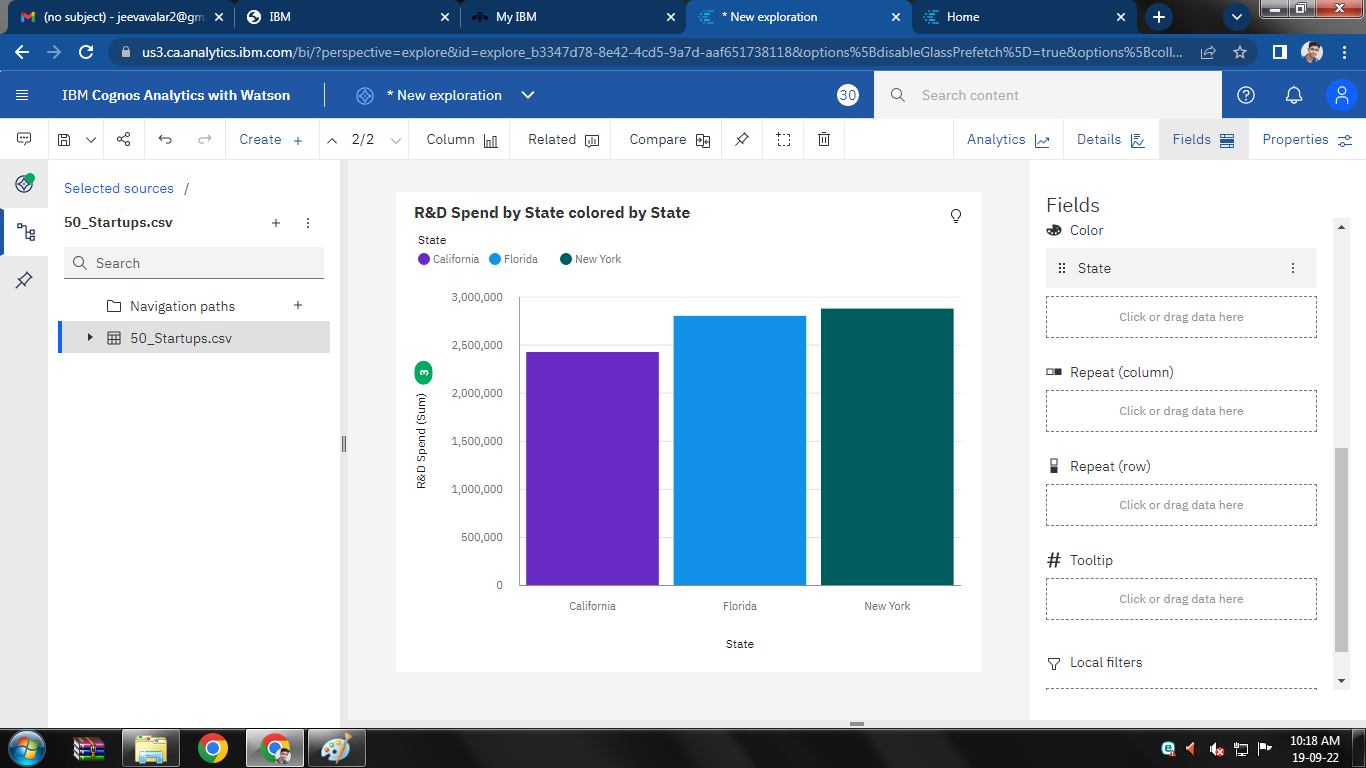 (no subject) - jeevavalar2@gm
IBM
My IBM
* New exploration
Home
us3.ca.analytics.ibm.com/bi/?perspective=explore&id=explore_b3347d78-8e42-4cd5-9a7d-aaf651738118&options%5BdisableGlassPrefetch%5D=true&options%5Bcoll...
IBM Cognos Analytics with Watson
* New exploration
30
Search content
Create
2/2
Column
Related
Compare
Analytics
Details
Fields
Properties
Selected sources /
50_Startups.csv
Search
Navigation paths
50_Startups.csv
R&D Spend by State colored by State
State
California
Florida
New York
3,000,000
2,500,000
2,000,000
1,500,000
1,000,000
500,000
0
3
R&D Spend (Sum)
California
Florida
New York
State
Fields
Color
State
Click or drag data here
Repeat (column)
Click or drag data here
Repeat (row)
Click or drag data here
Tooltip
Click or drag data here
Local filters
10:18 AM
19-09-22